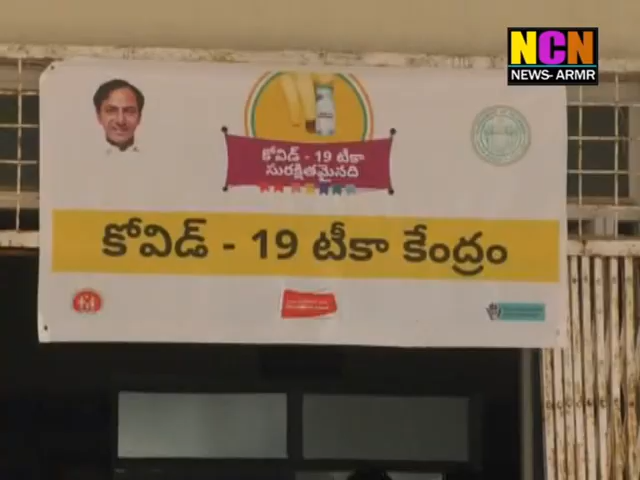 NCN
NEWS- ARMR
కోవిడ్ - 19 టీకా
సురక్షితమైనది
కోవిడ్ - 19 టీకా కేంద్రం